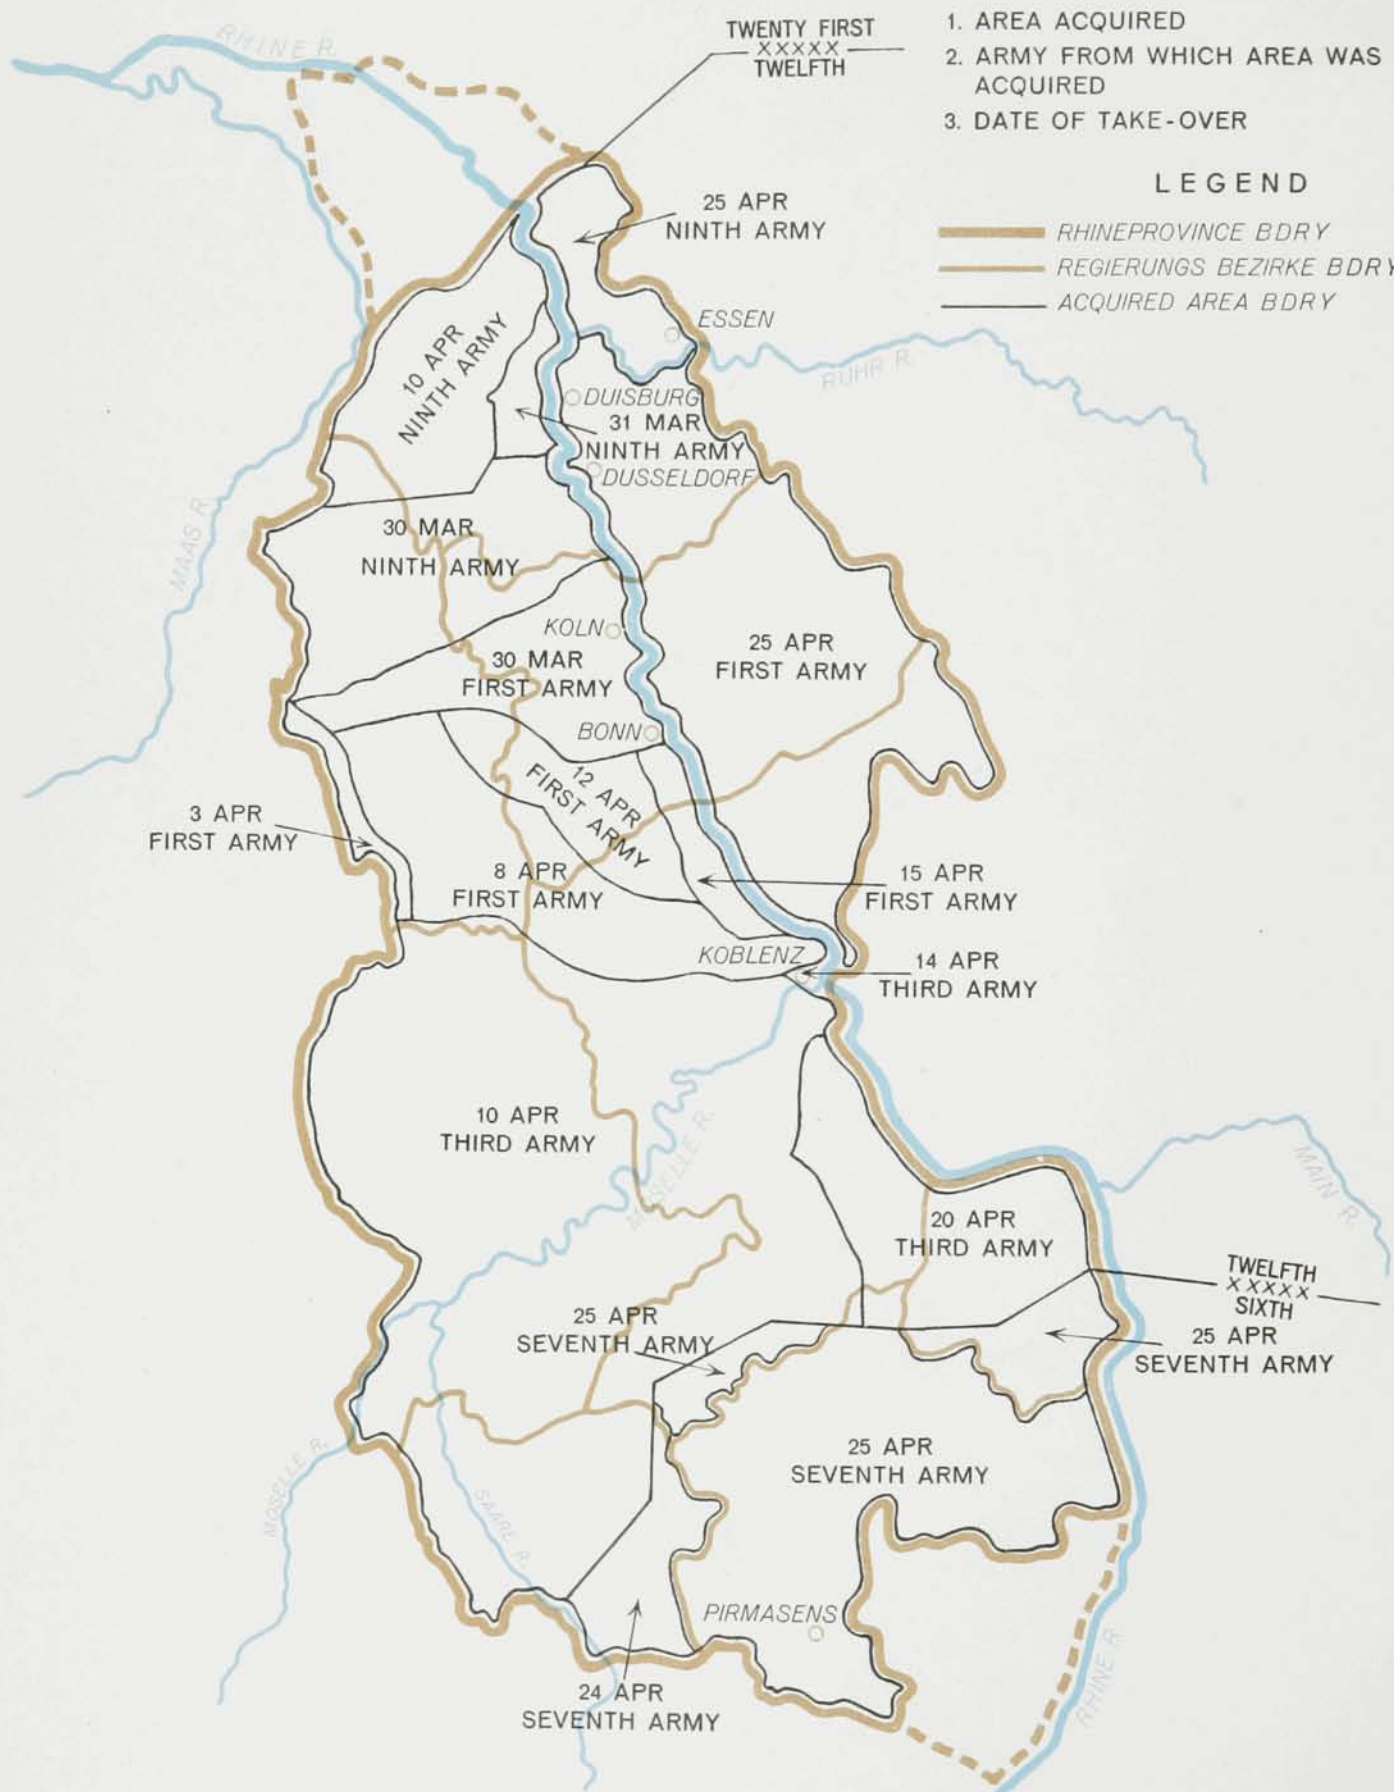 RHINE R.
TWENTY FIRST
XXXXX
TWELFTH
1. AREA ACQUIRED
2. ARMY FROM WHICH AREA WAS
ACQUIRED
3. DATE OF TAKE-OVER
LEGEND
RHINEPROVINCE BDRY
REGIERUNGS BEZIRKE BDRY
ACQUIRED AREA BDRY
25 APR
NINTH ARMY
ESSEN
RUHR R.
10 APR
NINTH ARMY
DUISBURG
31 MAR
NINTH ARMY
DUSSELDORF
MAAS R.
30 MAR
NINTH ARMY
KOLN
30 MAR
FIRST ARMY
25 APR
FIRST ARMY
BONN
12 APR
FIRST ARMY
3 APR
FIRST ARMY
8 APR
FIRST ARMY
15 APR
FIRST ARMY
KOBLENZ
14 APR
THIRD ARMY
10 APR
THIRD ARMY
MOSELLE R.
MAIN R.
20 APR
THIRD ARMY
TWELFTH
XXXXX
SIXTH
25 APR
SEVENTH ARMY
25 APR
SEVENTH ARMY
25 APR
SEVENTH ARMY
MOSELLE R.
SAARE R.
PIRMASENS
RHINE R.
24 APR
SEVENTH ARMY